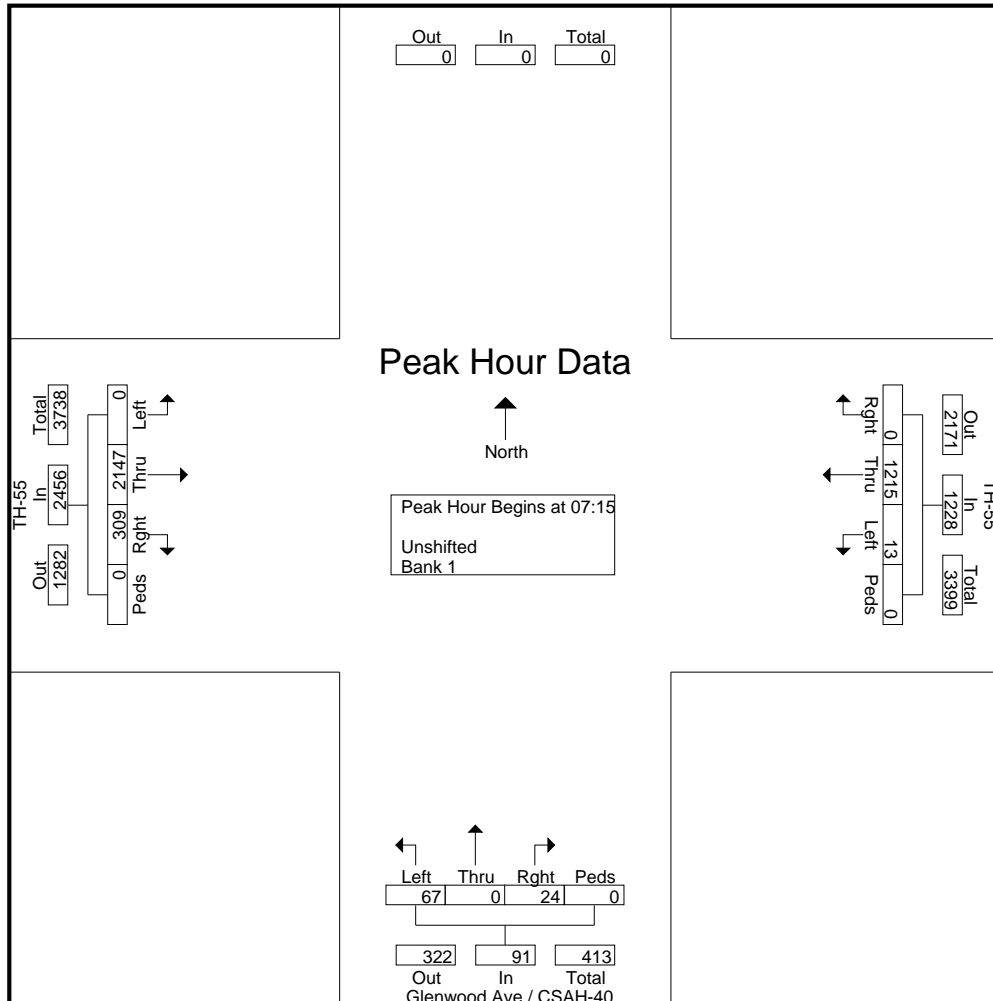 Out In Total
0 0 0
Peak Hour Data
North
Peak Hour Begins at 07:15
Unshifted
Bank 1
TH-55
Total In Out
3738 2456 1282
0 2147 309 0
Left Thru Rght Peds
Rght Thru Left Peds
0 1215 13 0
Out In Total
2171 1228 3399
TH-55
Left Thru Rght Peds
67 0 24 0
322 91 413
Out In Total
Glenwood Ave / CSAH-40